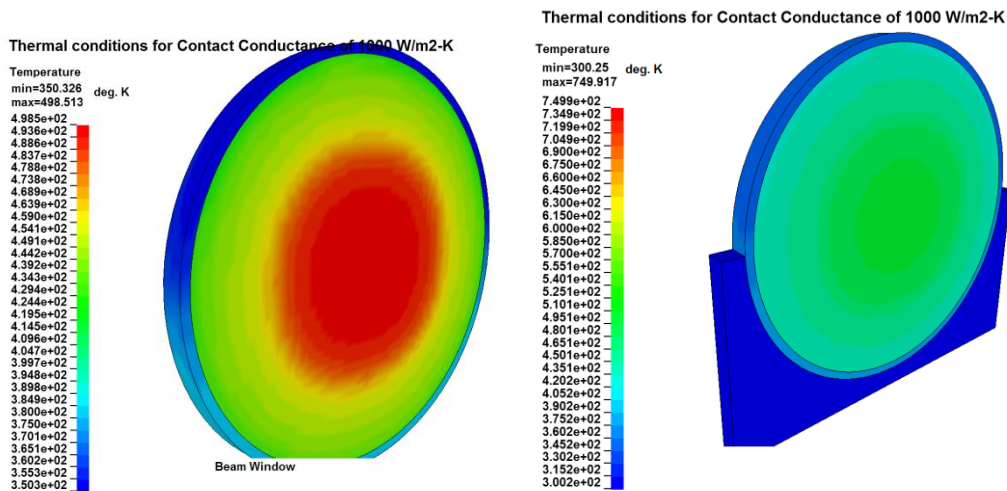 Thermal conditions for Contact Conductance of 1000 W/m2-K
Temperature
min=350.326
deg. K
max=498.513
4.985e+02
4.936e+02
4.886e+02
4.837e+02
4.788e+02
4.738e+02
4.689e+02
4.639e+02
4.590e+02
4.541e+02
4.491e+02
4.442e+02
4.392e+02
4.343e+02
4.294e+02
4.244e+02
4.195e+02
4.145e+02
4.096e+02
4.047e+02
3.997e+02
3.948e+02
3.898e+02
3.849e+02
3.800e+02
3.750e+02
3.701e+02
3.651e+02
3.602e+02
3.553e+02
3.503e+02
Beam Window
Thermal conditions for Contact Conductance of 1000 W/m2-K
Temperature
min=300.25
deg. K
max=749.917
7.499e+02
7.349e+02
7.199e+02
7.049e+02
6.900e+02
6.750e+02
6.600e+02
6.450e+02
6.300e+02
6.150e+02
6.000e+02
5.850e+02
5.700e+02
5.551e+02
5.401e+02
5.251e+02
5.101e+02
4.951e+02
4.801e+02
4.651e+02
4.501e+02
4.351e+02
4.202e+02
4.052e+02
3.902e+02
3.752e+02
3.602e+02
3.452e+02
3.302e+02
3.152e+02
3.002e+02